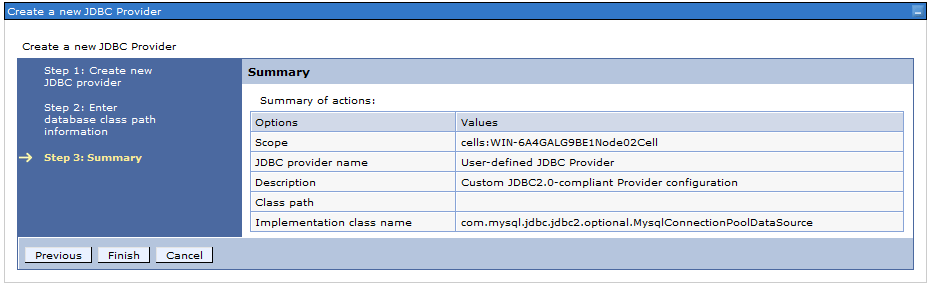 Create a new JDBC Provider
Create a new JDBC Provider
Step 1: Create new
JDBC provider
Step 2: Enter
database class path
information
Step 3: Summary
Summary
Summary of actions:
Options Values
Scope cells:WIN-6A4GALG9BE1Node02Cell
JDBC provider name User-defined JDBC Provider
Description Custom JDBC2.0-compliant Provider configuration
Class path
Implementation class name com.mysql.jdbc.jdbc2.optional.MysqlConnectionPoolDataSource
Previous Finish Cancel